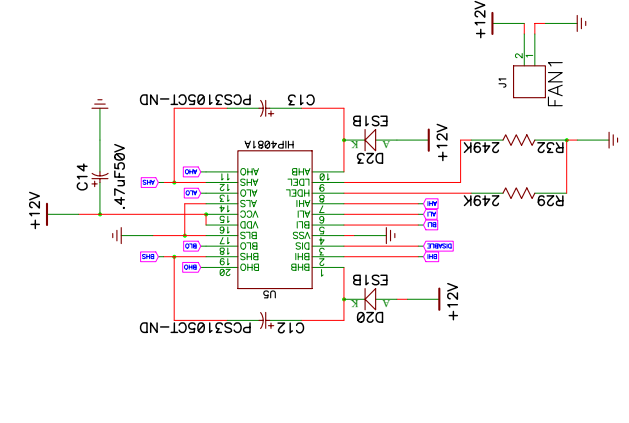 +12V
2
1
J1
FAN1
PCS3105CT-ND
C13
ES1B
K
A
D23
+12V
249K
R32
HIP4081A
C14
.47uF50V
+12V
AHO
AHS
ALO
BLO
BHS
BHO
11
12
13
14
15
16
17
18
19
20
AHO
AHS
ALO
ALS
VCC
VDD
BLS
BLO
BHS
BHO
AHB
LDEL
HDEL
AHI
ALI
BLI
VSS
DIS
BHI
BHB
10
9
8
7
6
5
4
3
2
1
AHI
ALI
BLI
DISABLE
BHI
249K
R29
U5
ES1B
K
A
D20
+12V
PCS3105CT-ND
C12